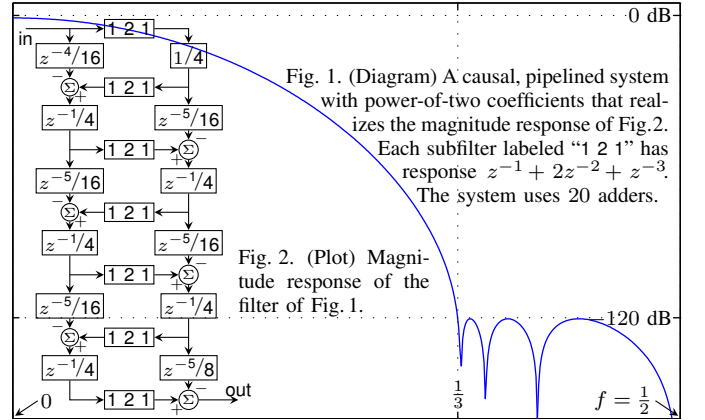 0 dB
in
1 2 1
z⁻⁴/16
1/4
Σ
−
+
1 2 1
z⁻¹/4
z⁻⁵/16
1 2 1
Σ
−
+
z⁻⁵/16
z⁻¹/4
Σ
−
+
1 2 1
z⁻¹/4
z⁻⁵/16
1 2 1
Σ
−
+
z⁻⁵/16
z⁻¹/4
Σ
−
+
1 2 1
z⁻¹/4
z⁻⁵/8
1 2 1
Σ
−
+
out
Fig. 1. (Diagram) A causal, pipelined system
with power-of-two coefficients that real-
izes the magnitude response of Fig.2.
Each subfilter labeled “1 2 1” has
response z⁻¹ + 2z⁻² + z⁻³.
The system uses 20 adders.
Fig. 2. (Plot) Magni-
tude response of the
filter of Fig.1.
−120 dB
0
1/3
f = 1/2